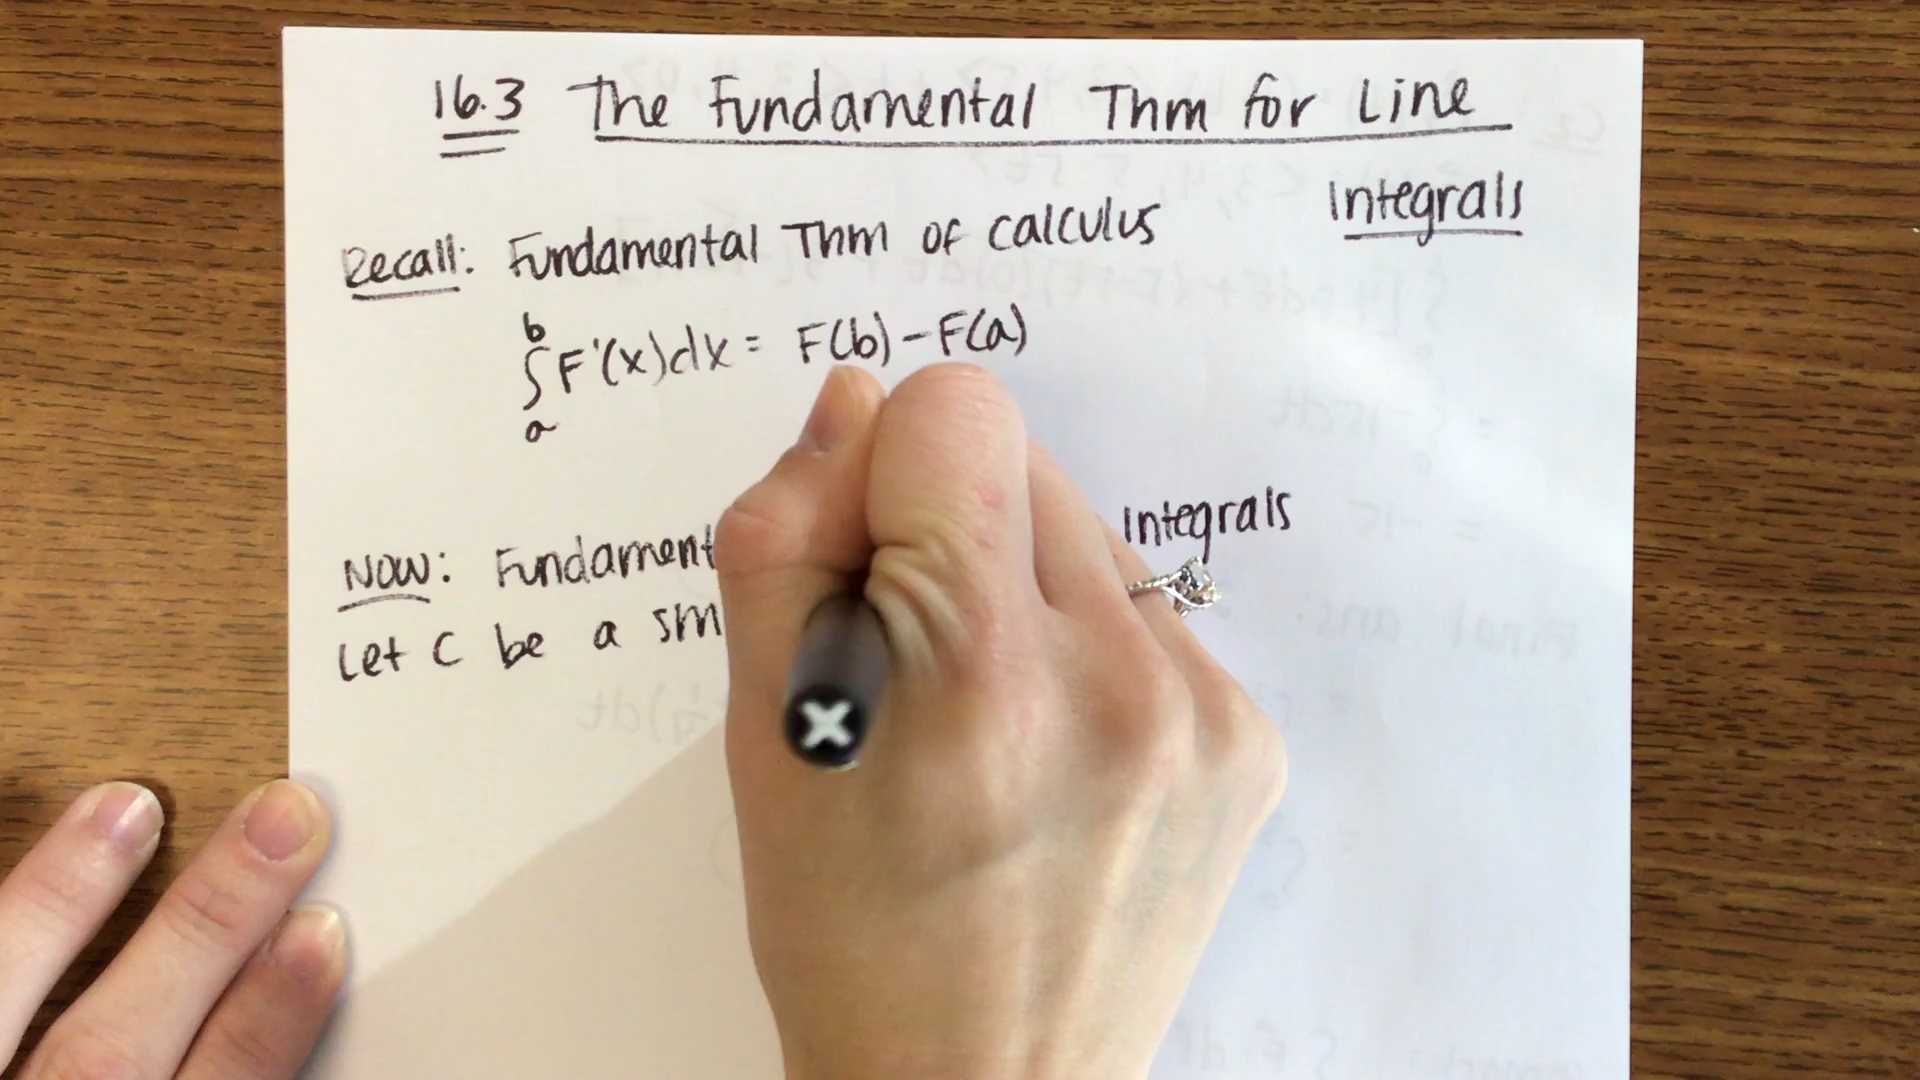 16.3 The Fundamental Thm for Line
Integrals
Recall: Fundamental Thm of calculus
b
∫ F'(x)dx = F(b) - F(a)
a
Integrals
NOW: Fundament
Let C be a sm